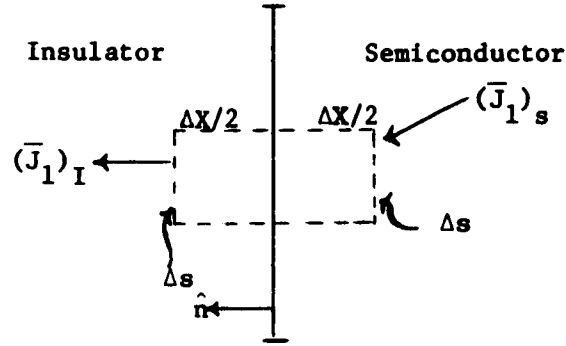 Insulator
Semiconductor
ΔX/2
ΔX/2
(J̅₁)s
(J̅₁)I
Δs
Δs
n̂